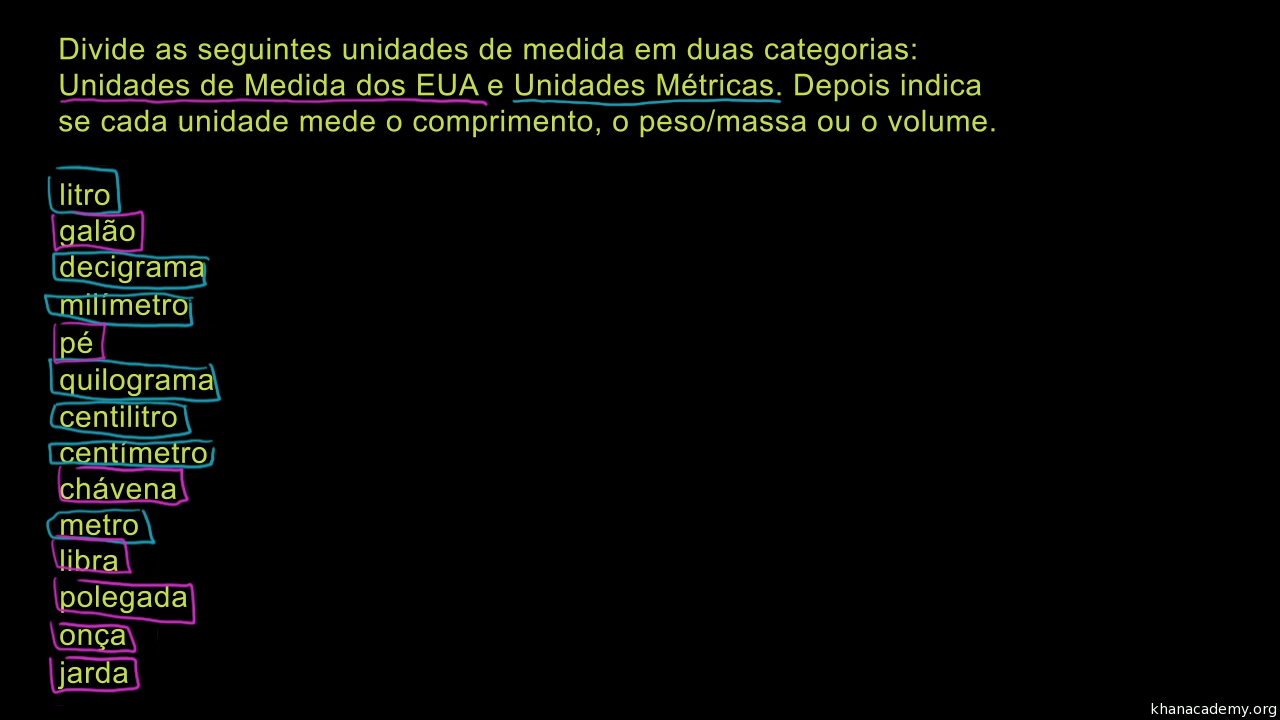 Divide as seguintes unidades de medida em duas categorias:
Unidades de Medida dos EUA e Unidades Métricas. Depois indica
se cada unidade mede o comprimento, o peso/massa ou o volume.
litro
galão
decigrama
milímetro
pé
quilograma
centilitro
centímetro
chávena
metro
libra
polegada
onça
jarda
khanacademy.org